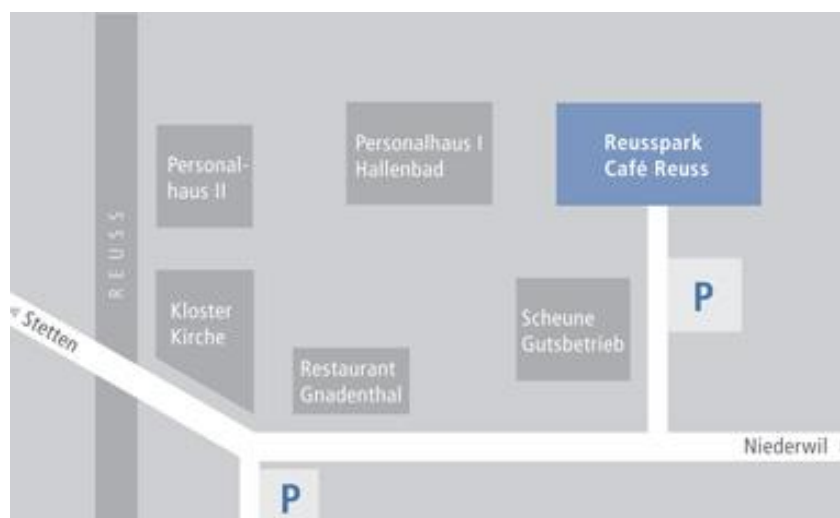 REUSS
Personal-
haus II
Personalhaus I
Hallenbad
Reusspark
Café Reuss
Kloster
Kirche
Scheune
Gutsbetrieb
P
Stetten
Restaurant
Gnadenthal
Niederwil
P